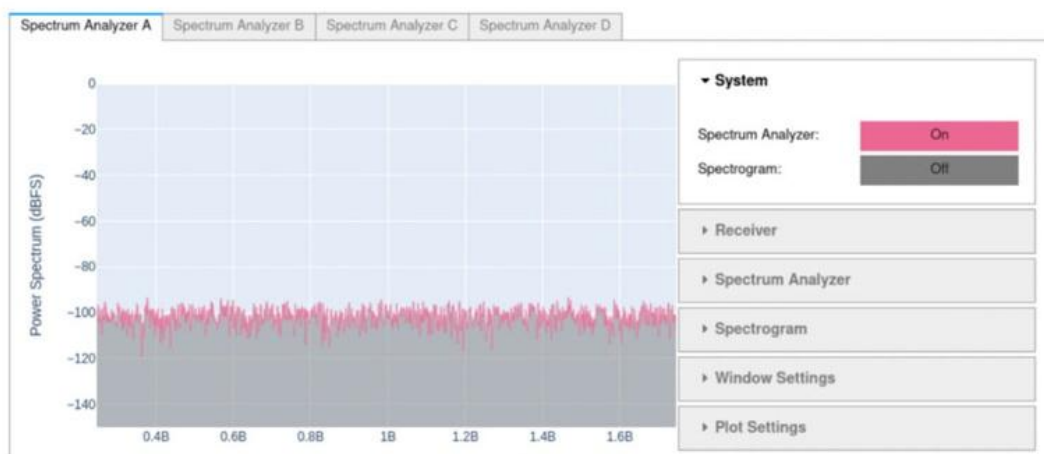 Spectrum Analyzer A
Spectrum Analyzer B
Spectrum Analyzer C
Spectrum Analyzer D
Power Spectrum (dBFS)
0
−20
−40
−60
−80
−100
−120
−140
0.4B 0.6B 0.8B 1B 1.2B 1.4B 1.6B
System
Spectrum Analyzer: On
Spectrogram: Off
Receiver
Spectrum Analyzer
Spectrogram
Window Settings
Plot Settings